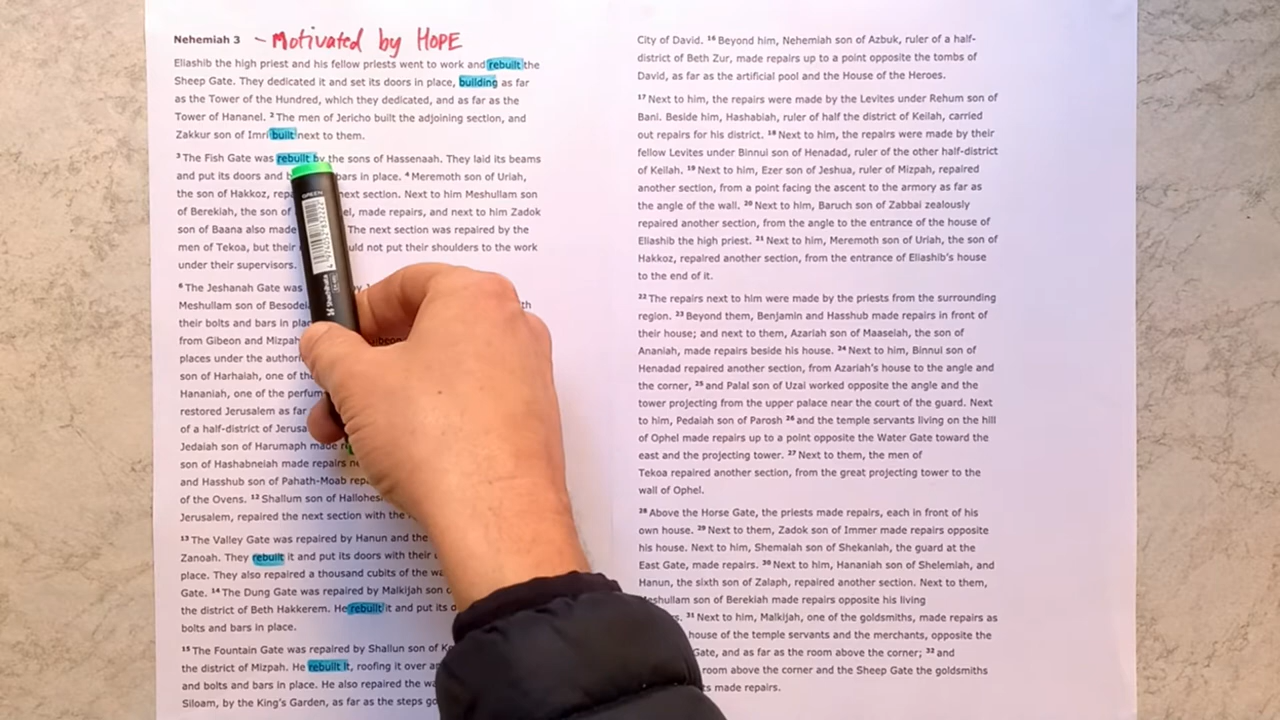 Nehemiah 3 - Motivated by HOPE
Eliashib the high priest and his fellow priests went to work and rebuilt the
Sheep Gate. They dedicated it and set its doors in place, building as far
as the Tower of the Hundred, which they dedicated, and as far as the
Tower of Hananel. 2 The men of Jericho built the adjoining section, and
Zakkur son of Imri built next to them.
3 The Fish Gate was rebuilt by the sons of Hassenaah. They laid its beams
and put its doors and bars in place. 4 Meremoth son of Uriah,
the son of Hakkoz, next section. Next to him Meshullam son
of Berekiah, the son of made repairs, and next to him Zadok
son of Baana also made The next section was repaired by the
men of Tekoa, but their not put their shoulders to the work
under their supervisors.
6 The Jeshanah Gate was by
Meshullam son of
their bolts and bars in
from Gibeon and Mizpah
places under the
son of Harhaiah, one of
Hananiah, one of the
restored Jerusalem as far
of a half-district of
Jedaiah son of Harumaph made
son of Hashabneiah made repairs
and Hasshub son of Pahath-Moab
of the Ovens. 12 Shallum son of
Jerusalem, repaired the next section with the
13 The Valley Gate was repaired by Hanun and the
Zanoah. They rebuilt it and put its doors with their
place. They also repaired a thousand cubits of the
Gate. 14 The Dung Gate was repaired by Malkijah son
the district of Beth Hakkerem. He rebuilt it and put its
bolts and bars in place.
15 The Fountain Gate was repaired by Shallun son of
the district of Mizpah. He rebuilt it, roofing it over
and bolts and bars in place. He also repaired the
Siloam, by the King's Garden, as far as the steps
GREEN
4974052832222
Shachihata
City of David. 16 Beyond him, Nehemiah son of Azbuk, ruler of a half-
district of Beth Zur, made repairs up to a point opposite the tombs of
David, as far as the artificial pool and the House of the Heroes.
17 Next to him, the repairs were made by the Levites under Rehum son of
Bani. Beside him, Hashabiah, ruler of half the district of Keilah, carried
out repairs for his district. 18 Next to him, the repairs were made by their
fellow Levites under Binnui son of Henadad, ruler of the other half-district
of Keilah. 19 Next to him, Ezer son of Jeshua, ruler of Mizpah, repaired
another section, from a point facing the ascent to the armory as far as
the angle of the wall. 20 Next to him, Baruch son of Zabbai zealously
repaired another section, from the angle to the entrance of the house of
Eliashib the high priest. 21 Next to him, Meremoth son of Uriah, the son of
Hakkoz, repaired another section, from the entrance of Eliashib's house
to the end of it.
22 The repairs next to him were made by the priests from the surrounding
region. 23 Beyond them, Benjamin and Hasshub made repairs in front of
their house; and next to them, Azariah son of Maaseiah, the son of
Ananiah, made repairs beside his house. 24 Next to him, Binnui son of
Henadad repaired another section, from Azariah's house to the angle and
the corner, 25 and Palal son of Uzai worked opposite the angle and the
tower projecting from the upper palace near the court of the guard. Next
to him, Pedaiah son of Parosh 26 and the temple servants living on the hill
of Ophel made repairs up to a point opposite the Water Gate toward the
east and the projecting tower. 27 Next to them, the men of
Tekoa repaired another section, from the great projecting tower to the
wall of Ophel.
28 Above the Horse Gate, the priests made repairs, each in front of his
own house. 29 Next to them, Zadok son of Immer made repairs opposite
his house. Next to him, Shemaiah son of Shekaniah, the guard at the
East Gate, made repairs. 30 Next to him, Hananiah son of Shelemiah, and
Hanun, the sixth son of Zalaph, repaired another section. Next to them,
Meshullam son of Berekiah made repairs opposite his living
31 Next to him, Malkijah, one of the goldsmiths, made repairs as
house of the temple servants and the merchants, opposite the
Gate, and as far as the room above the corner; 32 and
room above the corner and the Sheep Gate the goldsmiths
made repairs.